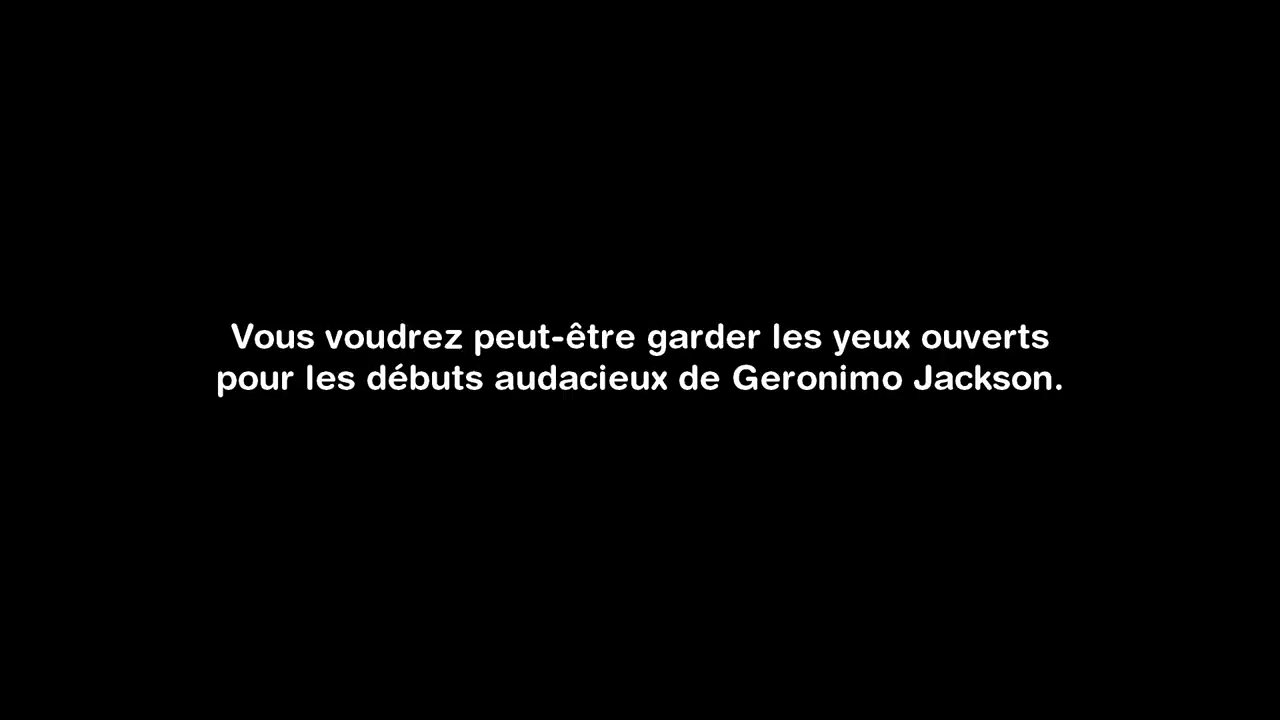 Vous voudrez peut-être garder les yeux ouverts
pour les débuts audacieux de Geronimo Jackson.